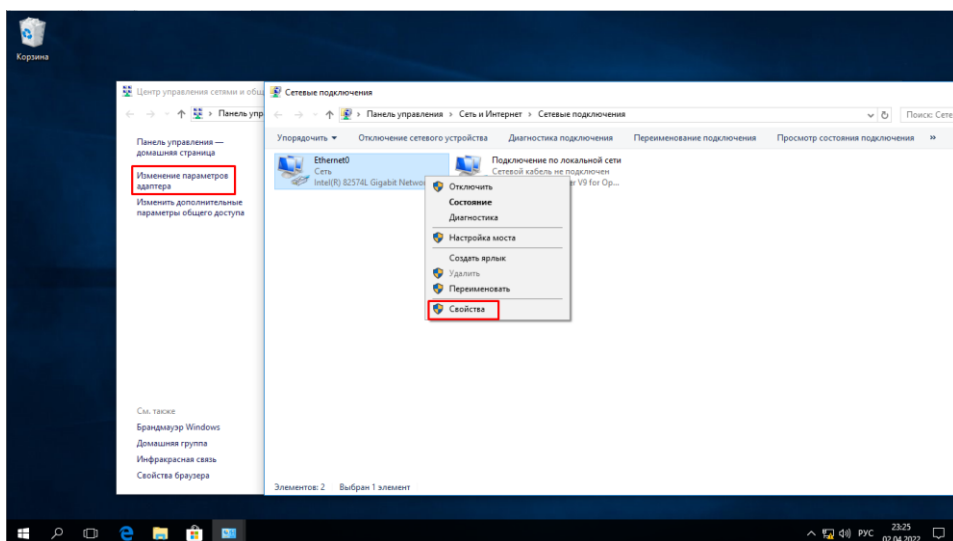 Корзина
Центр управления сетями и общ
Панель упр
Панель управления —
домашняя страница
Изменение параметров
адаптера
Изменить дополнительные
параметры общего доступа
См. также
Брандмауэр Windows
Домашняя группа
Инфракрасная связь
Свойства браузера
Сетевые подключения
Панель управления > Сеть и Интернет > Сетевые подключения
Поиск: Сете
Упорядочить Отключение сетевого устройства Диагностика подключения Переименование подключения Просмотр состояния подключения »
Ethernet0
Сеть
Intel(R) 82574L Gigabit Networ
Подключение по локальной сети
Сетевой кабель не подключен
r V9 for Op...
Отключить
Состояние
Диагностика
Настройка моста
Создать ярлык
Удалить
Переименовать
Свойства
Элементов: 2 Выбран 1 элемент
РУС
23:25
02.04.2022